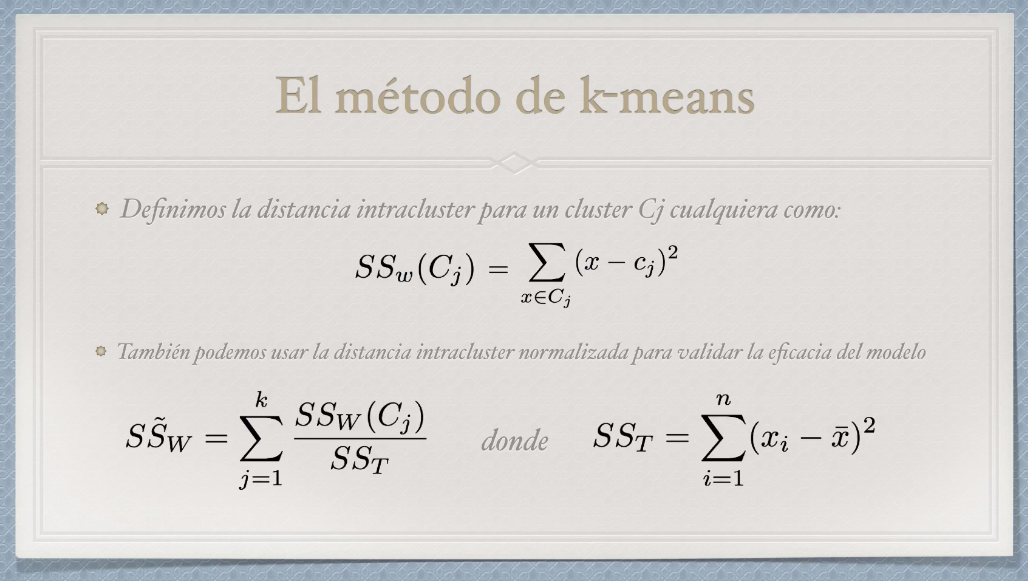 El método de k-means
Definimos la distancia intracluster para un cluster Cj cualquiera como:
$SS_w(C_j) = \sum_{x \in C_j} (x - c_j)^2$
También podemos usar la distancia intracluster normalizada para validar la eficacia del modelo
$S\tilde{S}_W = \sum_{j=1}^{k} \frac{SS_W(C_j)}{SS_T}$ donde $SS_T = \sum_{i=1}^{n} (x_i - \bar{x})^2$